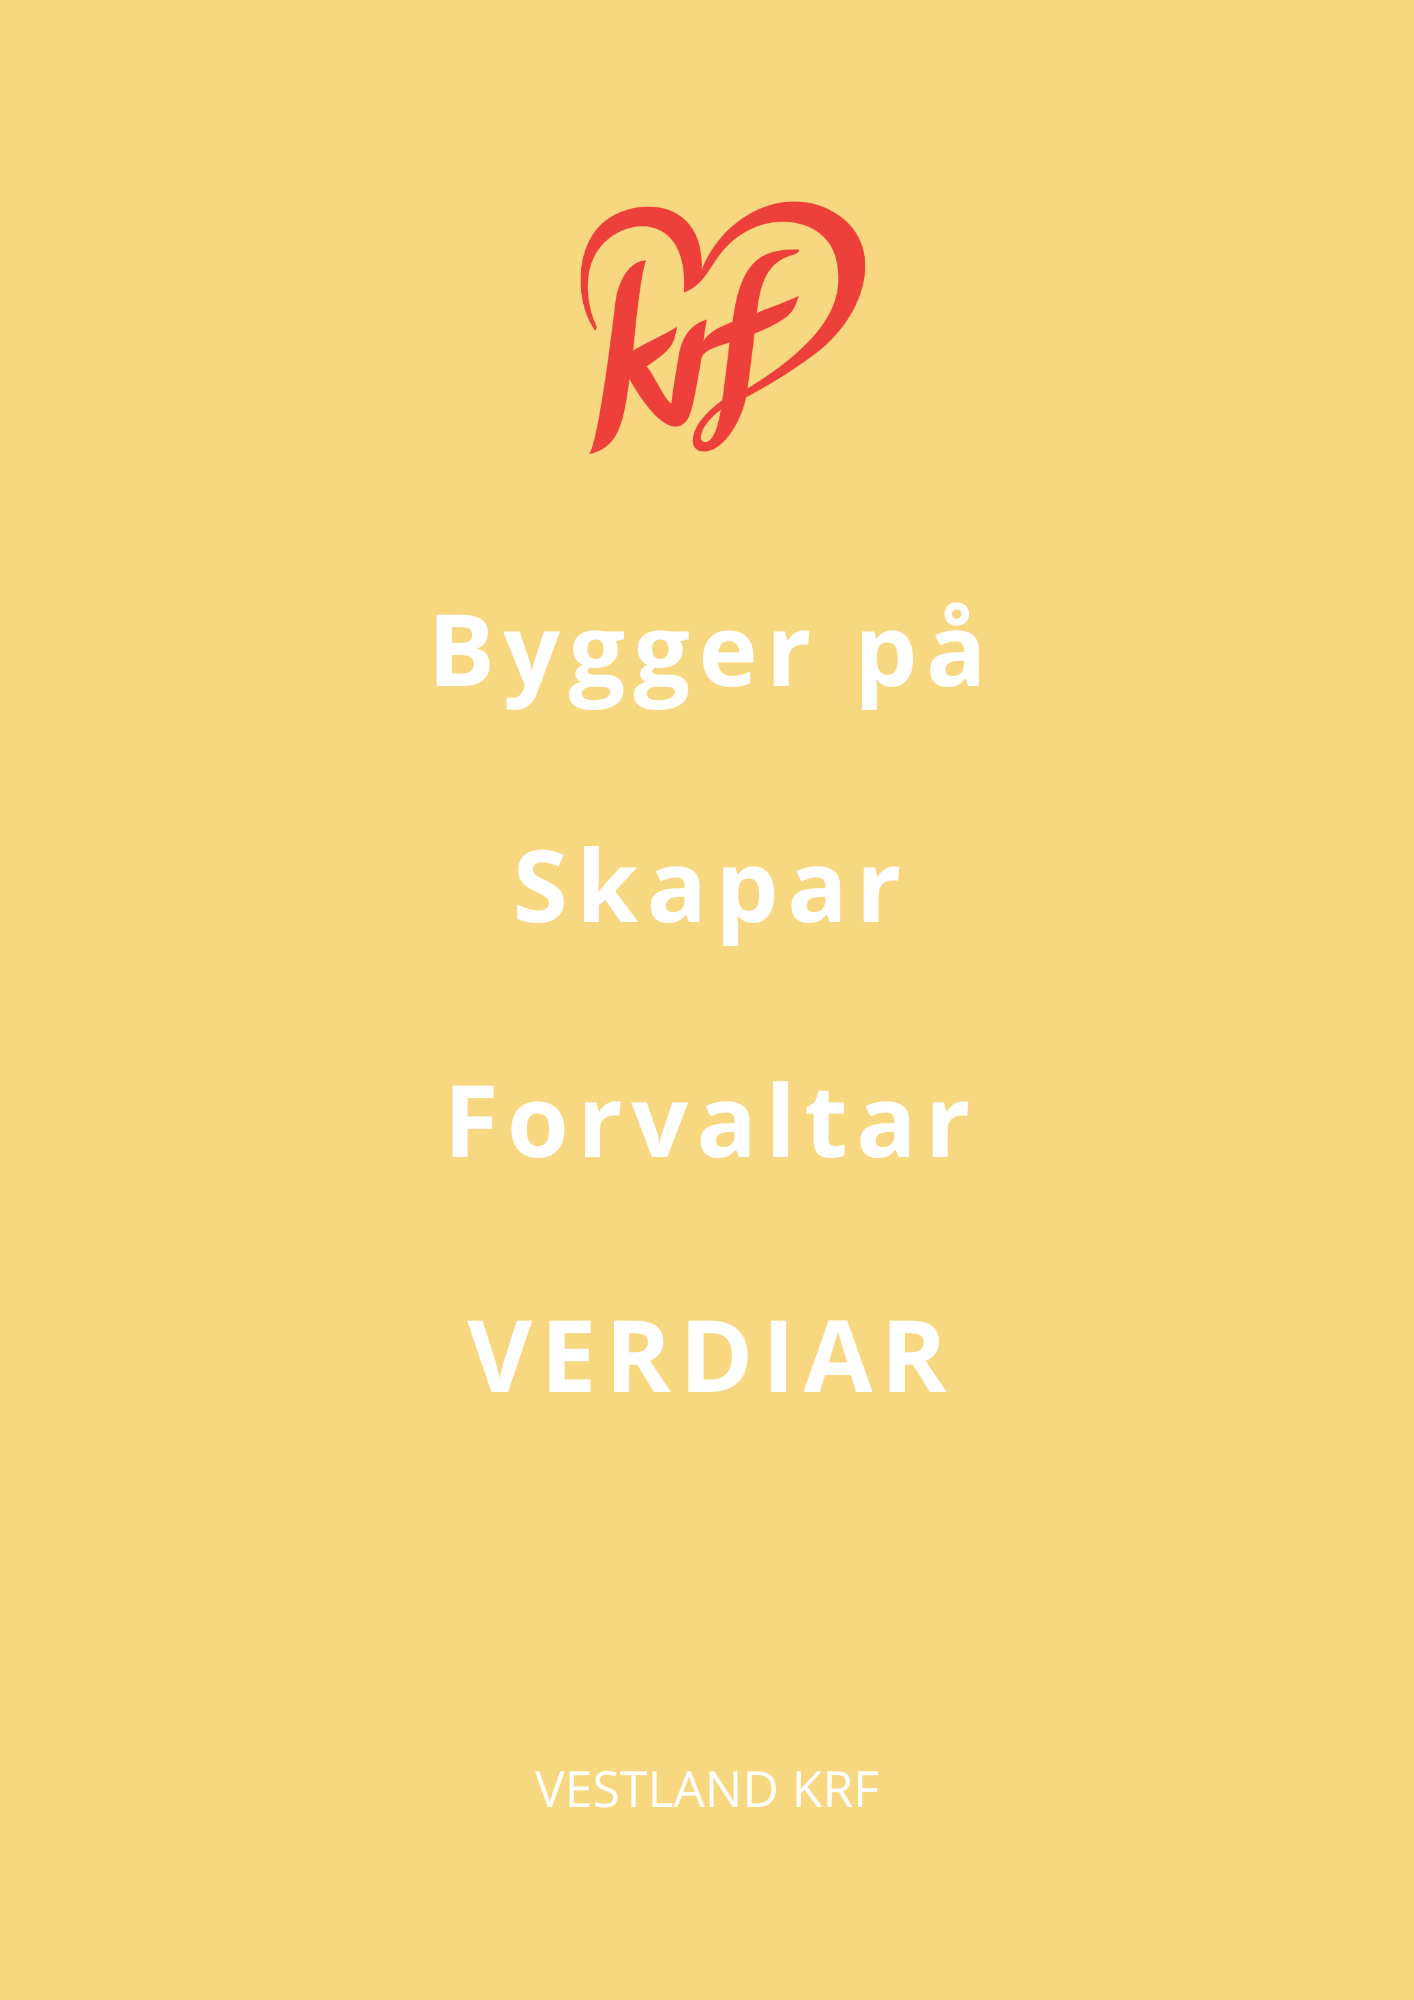 krf
Bygger på
Skapar
Forvaltar
VERDIAR
VESTLAND KRF